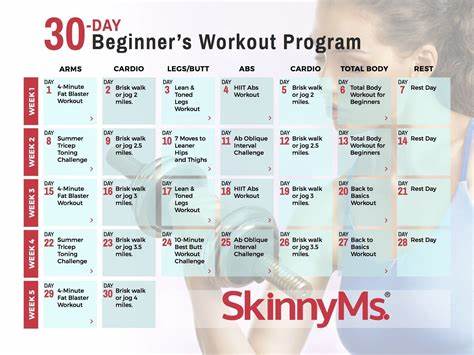 30-DAY
Beginner's Workout Program
ARMS
CARDIO
LEGS/BUTT
ABS
CARDIO
TOTAL BODY
REST
WEEK 1
DAY
1
4-Minute
Fat Blaster
Workout
DAY
2
Brisk walk
or jog 2
miles.
DAY
3
Lean &
Toned
Legs
Workout
DAY
4
HIIT Abs
Workout
DAY
5
Brisk walk
or jog 2
miles.
DAY
6
Total Body
Workout for
Beginners
DAY
7
Rest Day
WEEK 2
DAY
8
Summer
Tricep
Toning
Challenge
DAY
9
Brisk walk
or jog 2.5
miles.
DAY
10
7 Moves to
Leaner
Hips
and Thighs
DAY
11
Ab Oblique
Interval
Challenge
DAY
12
Brisk walk
or jog 2.5
miles.
DAY
13
Total Body
Workout for
Beginners
DAY
14
Rest Day
WEEK 3
DAY
15
4-Minute
Fat Blaster
Workout
DAY
16
Brisk walk
or jog 3
miles.
DAY
17
Lean &
Toned
Legs
Workout
DAY
18
HIIT Abs
Workout
DAY
19
Brisk walk
or jog 3
miles.
DAY
20
Back to
Basics
Workout
DAY
21
Rest Day
WEEK 4
DAY
22
Summer
Tricep
Toning
Challenge
DAY
23
Brisk walk
or jog 3.5
miles.
DAY
24
10-Minute
Best Butt
Workout
DAY
25
Ab Oblique
Interval
Challenge
DAY
26
Brisk walk
or jog 3.5
miles.
DAY
27
Back to
Basics
Workout
DAY
28
Rest Day
WEEK 5
DAY
29
4-Minute
Fat Blaster
Workout
DAY
30
Brisk walk
or jog 4
miles.
SkinnyMs.®